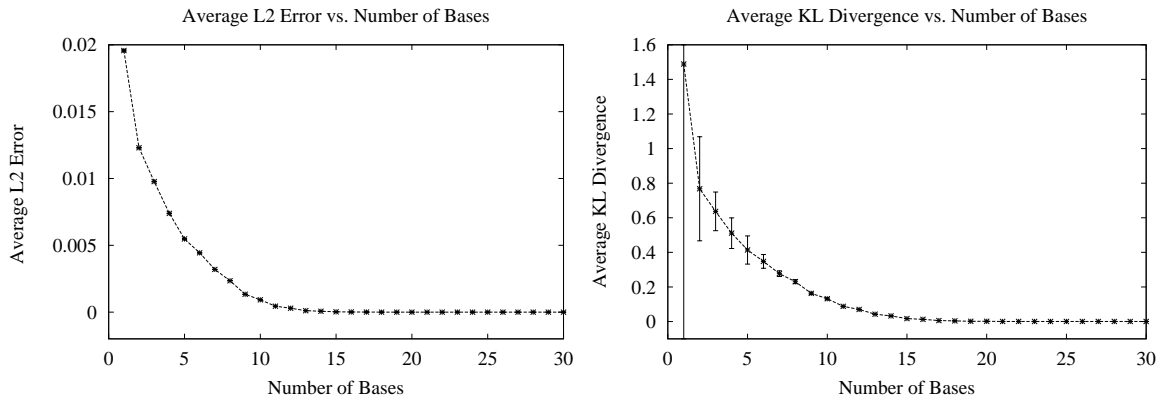 Average L2 Error vs. Number of Bases
0.02
0.015
0.01
0.005
0
Average L2 Error
0 5 10 15 20 25 30
Number of Bases
Average KL Divergence vs. Number of Bases
1.6
1.4
1.2
1
0.8
0.6
0.4
0.2
0
Average KL Divergence
0 5 10 15 20 25 30
Number of Bases